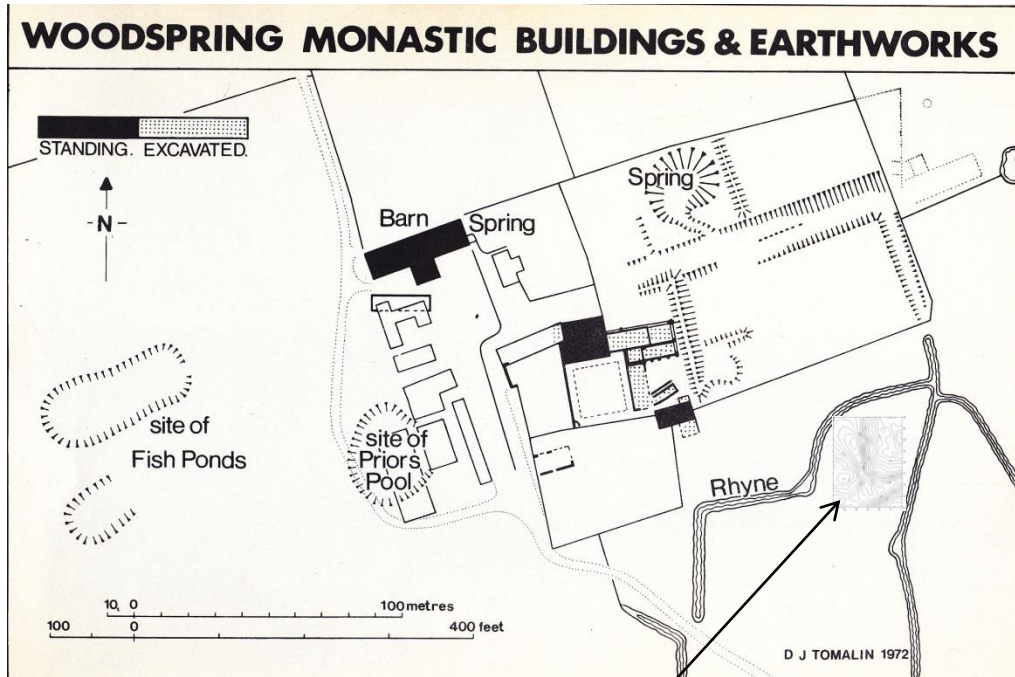 WOODSPRING MONASTIC BUILDINGS & EARTHWORKS
STANDING. EXCAVATED.
-N-
Barn
Spring
Spring
site of
Fish Ponds
site of
Priors
Pool
Rhyne
10, 0 100 metres
100 0 400 feet
D J TOMALIN 1972